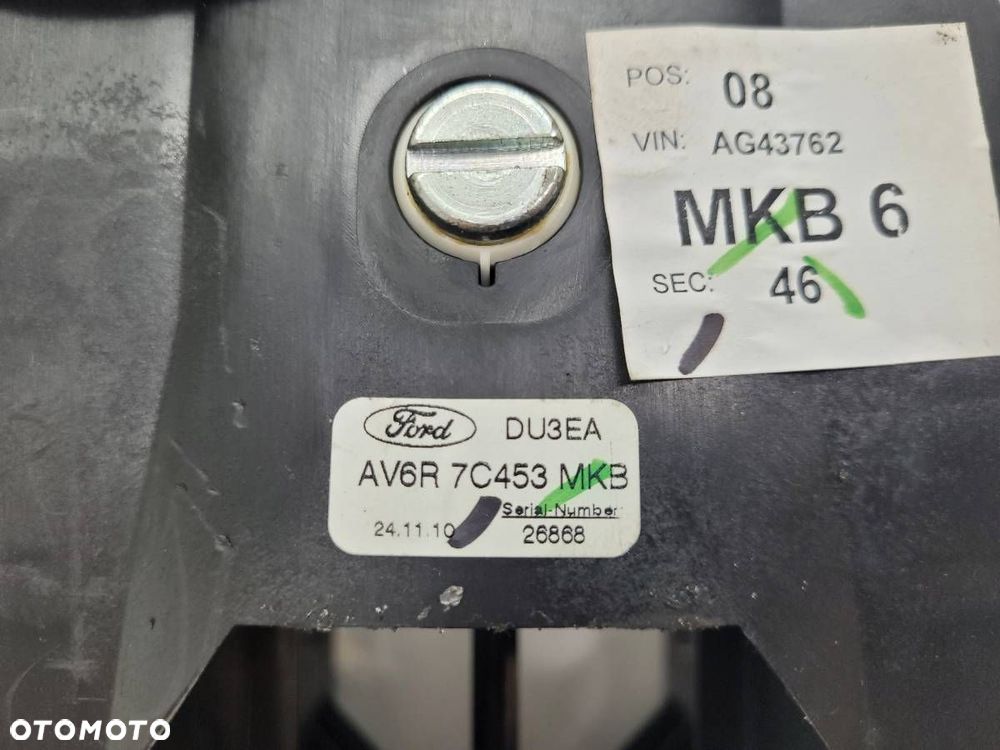 POS: 08
VIN: AG43762
MKB 6
SEC: 46
Ford DU3EA
AV6R 7C453 MKB
Serial-Number
24.11.10 26868
OTOMOTO